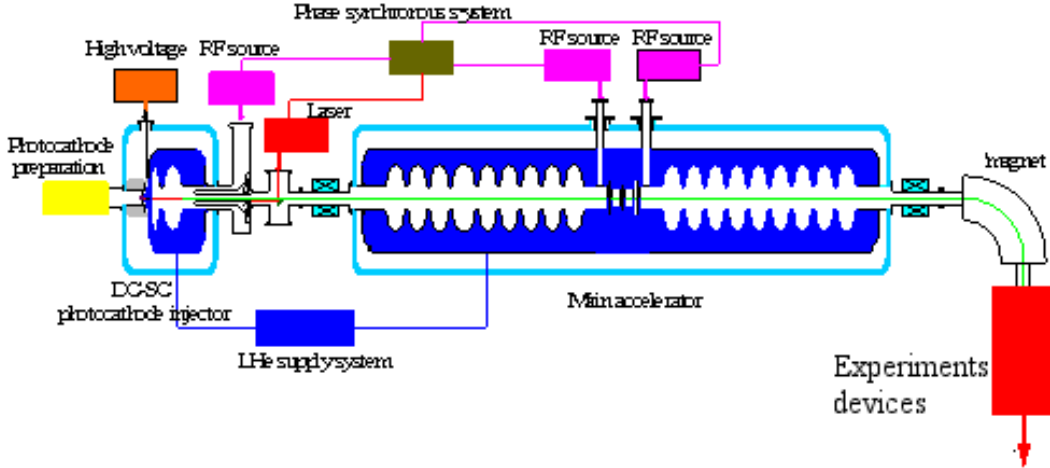 Phase synchronous system
High voltage
RF source
RF source
RF source
Laser
Photocathode
preparation
magnet
DC-SC
photocathode injector
Main accelerator
LHe supply system
Experiments
devices